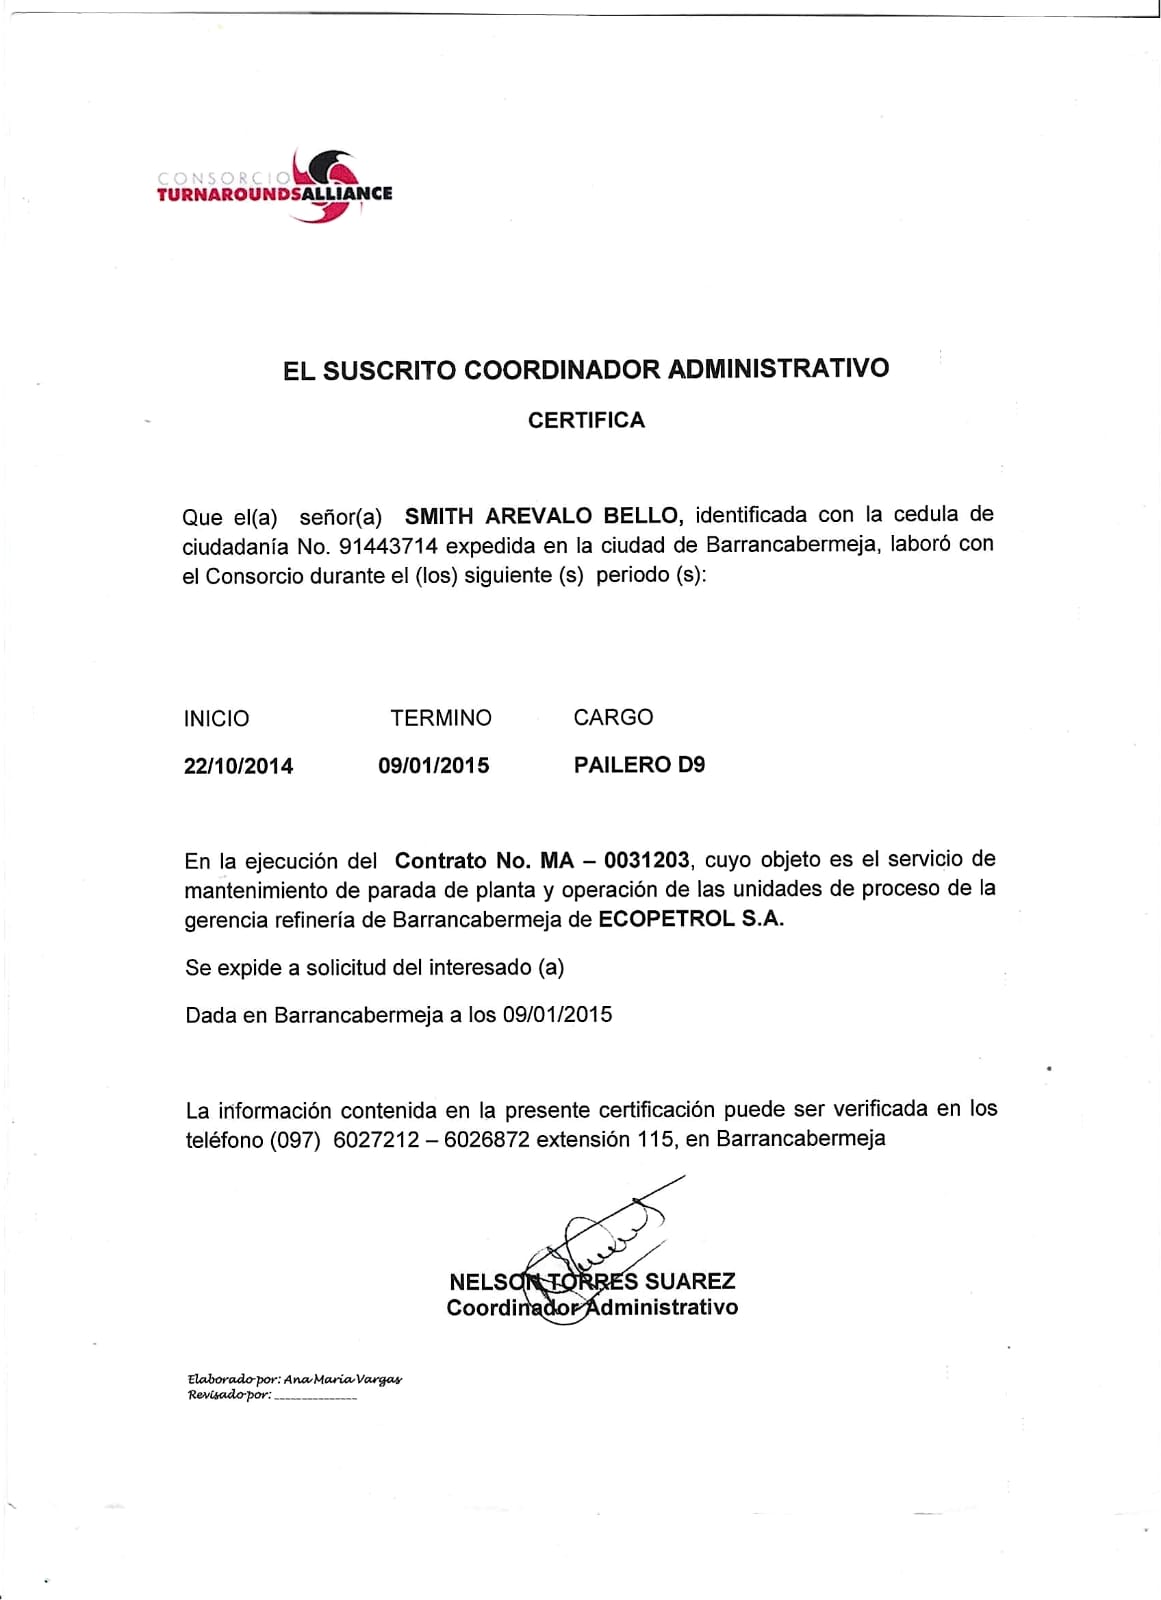 CONSORCIO
TURNAROUNDSALLIANCE
EL SUSCRITO COORDINADOR ADMINISTRATIVO
CERTIFICA
Que el(a) señor(a) SMITH AREVALO BELLO, identificada con la cedula de
ciudadanía No. 91443714 expedida en la ciudad de Barrancabermeja, laboró con
el Consorcio durante el (los) siguiente (s) periodo (s):
INICIO TERMINO CARGO
22/10/2014 09/01/2015 PAILERO D9
En la ejecución del Contrato No. MA – 0031203, cuyo objeto es el servicio de
mantenimiento de parada de planta y operación de las unidades de proceso de la
gerencia refinería de Barrancabermeja de ECOPETROL S.A.
Se expide a solicitud del interesado (a)
Dada en Barrancabermeja a los 09/01/2015
La información contenida en la presente certificación puede ser verificada en los
teléfono (097) 6027212 – 6026872 extensión 115, en Barrancabermeja
NELSON TORRES SUAREZ
Coordinador Administrativo
Elaborado por: Ana Maria Vargas
Revisado por: _______________